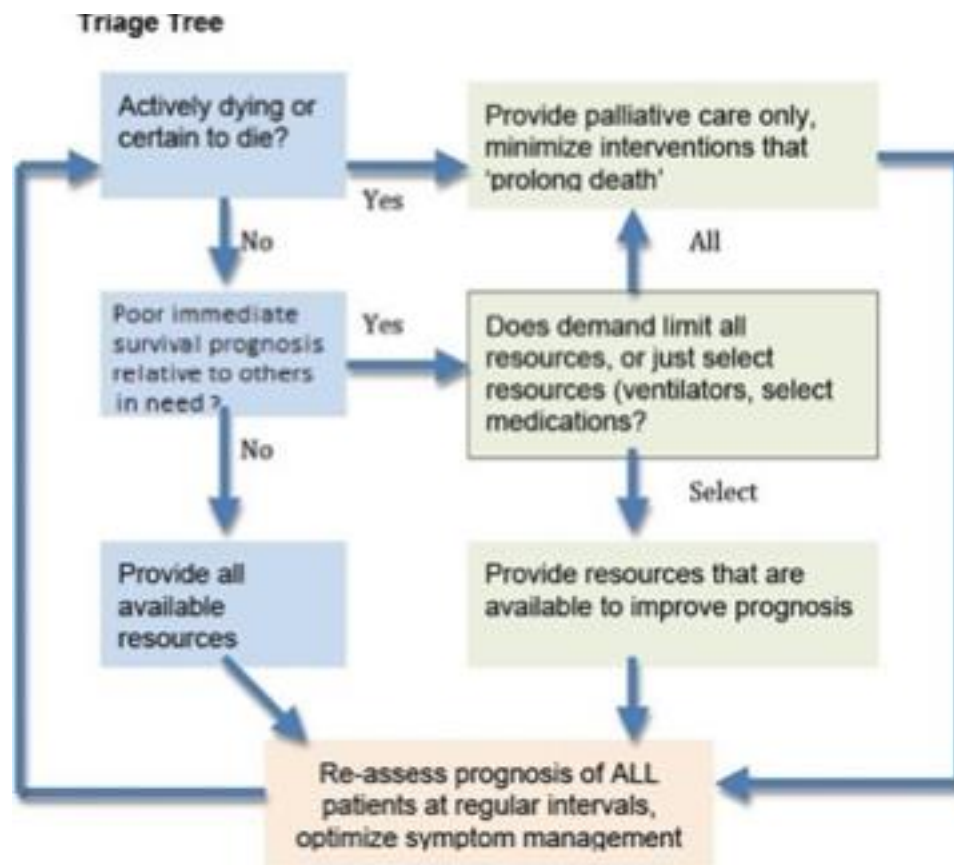 Triage Tree
Actively dying or
certain to die?
Provide palliative care only,
minimize interventions that
'prolong death'
Yes
No
All
Poor immediate
survival prognosis
relative to others
in need?
Yes
Does demand limit all
resources, or just select
resources (ventilators, select
medications?
No
Select
Provide all
available
resources
Provide resources that are
available to improve prognosis
Re-assess prognosis of ALL
patients at regular intervals,
optimize symptom management